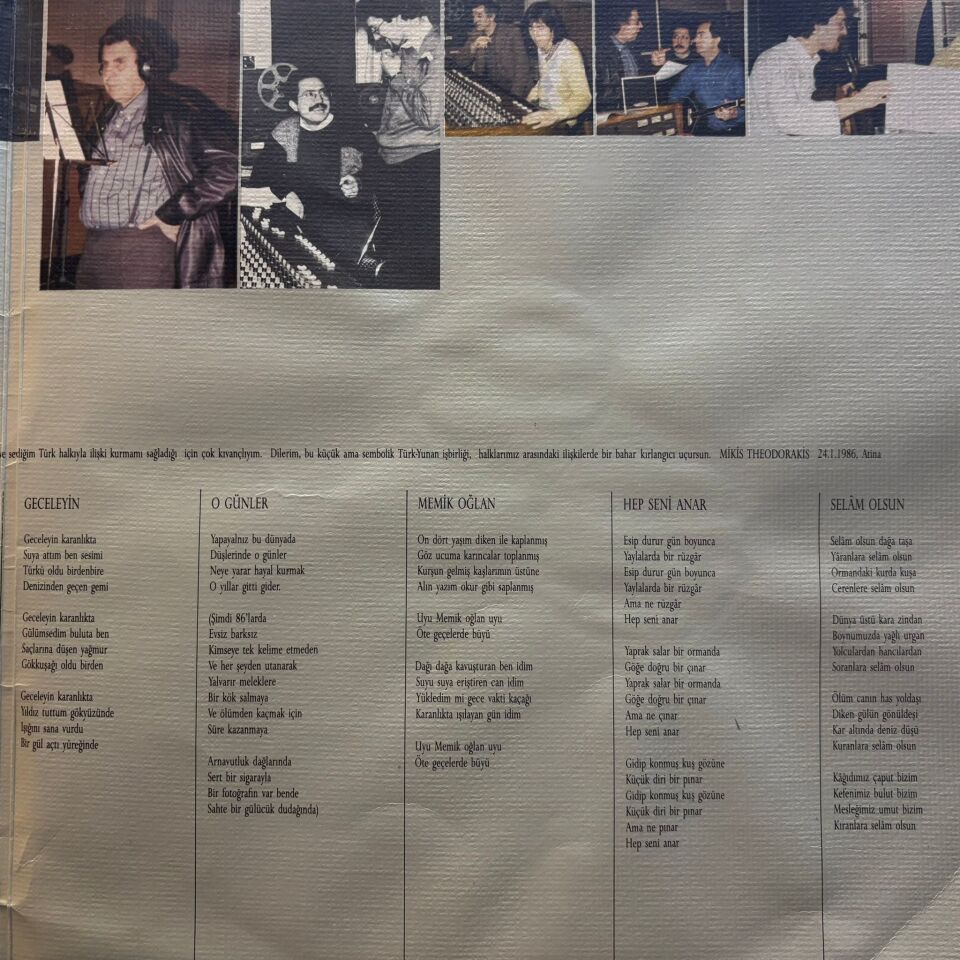 sediğim Türk halkıyla ilişki kurmamı sağladığı için çok kıvançlıyım. Dilerim, bu küçük ama sembolik Türk-Yunan işbirliği, halklarımız arasındaki ilişkilerde bir bahar kırlangıcı uçursun. MİKİS THEODORAKİS 24.1.1986, Atina
GECELEYİN
Geceleyin karanlıkta
Suya attım ben sesimi
Türkü oldu birdenbire
Denizinden geçen gemi
Geceleyin karanlıkta
Gülümsedim buluta ben
Saçlarına düşen yağmur
Gökkuşağı oldu birden
Geceleyin karanlıkta
Yıldız tuttum gökyüzünde
Işığını sana vurdu
Bir gül açtı yüreğinde
O GÜNLER
Yapayalnız bu dünyada
Düşlerinde o günler
Neye yarar hayal kurmak
O yıllar gitti gider.
(Şimdi 86'larda
Evsiz barksız
Kimseye tek kelime etmeden
Ve her şeyden utanarak
Yalvarır meleklere
Bir kök salmaya
Ve ölümden kaçmak için
Süre kazanmaya
Arnavutluk dağlarında
Sert bir sigarayla
Bir fotoğrafın var bende
Sahte bir gülücük dudağında)
MEMİK OĞLAN
On dört yaşım diken ile kaplanmış
Göz ucuma karıncalar toplanmış
Kurşun gelmiş kaşlarımın üstüne
Alın yazım okur gibi saplanmış
Uyu Memik oğlan uyu
Öte geçelerde büyü
Dağı dağa kavuşturan ben idim
Suyu suya eriştiren can idim
Yükledim mi gece vakti kaçağı
Karanlıkta ışılayan gün idim
Uyu Memik oğlan uyu
Öte geçelerde büyü
HEP SENİ ANAR
Esip durur gün boyunca
Yaylalarda bir rüzgâr
Esip durur gün boyunca
Yaylalarda bir rüzgâr
Ama ne rüzgâr
Hep seni anar
Yaprak salar bir ormanda
Göğe doğru bir çınar
Yaprak salar bir ormanda
Göğe doğru bir çınar
Ama ne çınar
Hep seni anar
Gidip konmuş kuş gözüne
Küçük diri bir pınar
Gidip konmuş kuş gözüne
Küçük diri bir pınar
Ama ne pınar
Hep seni anar
SELÂM OLSUN
Selâm olsun dağa taşa
Yâranlara selâm olsun
Ormandaki kurda kuşa
Cerenlere selâm olsun
Dünya üstü kara zindan
Boynumuzda yağlı urgan
Yolculardan hancılardan
Soranlara selâm olsun
Ölüm canın has yoldaşı
Diken gülün gönüldeşi
Kar altında deniz düşü
Kuranlara selâm olsun
Kâğıdımız çaput bizim
Kefenimiz bulut bizim
Mesleğimiz umut bizim
Kıranlara selâm olsun